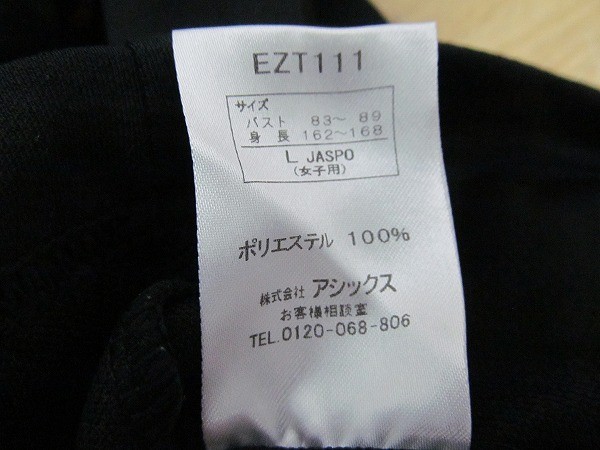 EZT111
サイズ
バスト 83～ 89
身 長 162～168
L JASPO
(女子用)
ポリエステル 100%
株式会社 アシックス
お客様相談室
TEL.0120-068-806